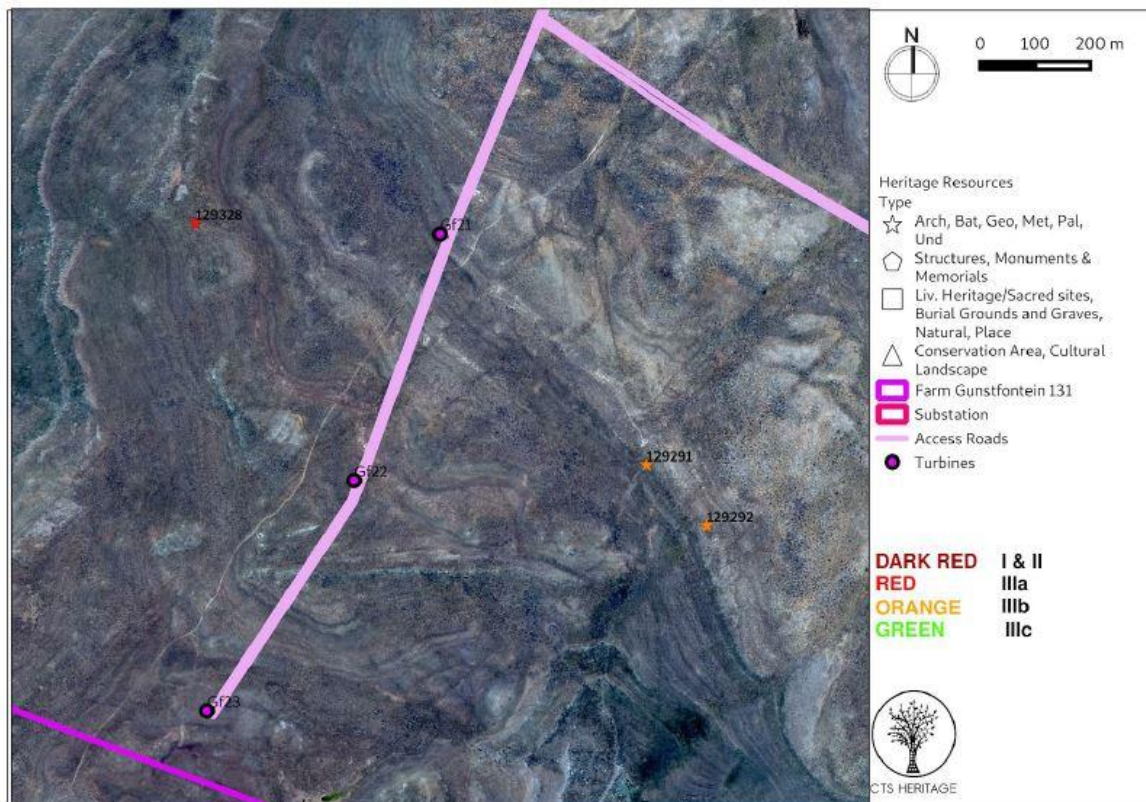 129328
Gf21
Gf22
129291
129292
Gf23
N
0 100 200 m
Heritage Resources
Type
Arch, Bat, Geo, Met, Pal,
Und
Structures, Monuments &
Memorials
Liv. Heritage/Sacred sites,
Burial Grounds and Graves,
Natural, Place
Conservation Area, Cultural
Landscape
Farm Gunstfontein 131
Substation
Access Roads
Turbines
DARK RED I & II
RED IIIa
ORANGE IIIb
GREEN IIIc
CTS HERITAGE